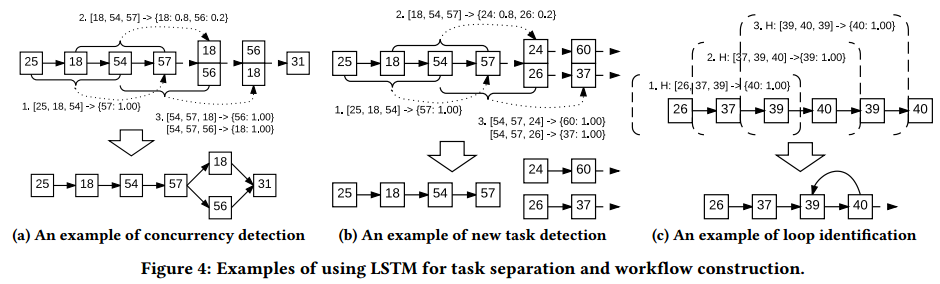 2. [18, 54, 57] -> {18: 0.8, 56: 0.2}
25
18
54
57
18
56
56
18
31
1. [25, 18, 54] -> {57: 1.00}
3. [54, 57, 18] -> {56: 1.00}
[54, 57, 56] -> {18: 1.00}
25
18
54
57
18
56
31
(a) An example of concurrency detection
2. [18, 54, 57] -> {24: 0.8, 26: 0.2}
25
18
54
57
24
26
60
37
1. [25, 18, 54] -> {57: 1.00}
3. [54, 57, 24] -> {60: 1.00}
[54, 57, 26] -> {37: 1.00}
25
18
54
57
24
60
26
37
(b) An example of new task detection
3. H: [39, 40, 39] -> {40: 1.00}
2. H: [37, 39, 40] ->{39: 1.00}
1. H: [26, 37, 39] -> {40: 1.00}
26
37
39
40
39
40
26
37
39
40
(c) An example of loop identification
Figure 4: Examples of using LSTM for task separation and workflow construction.